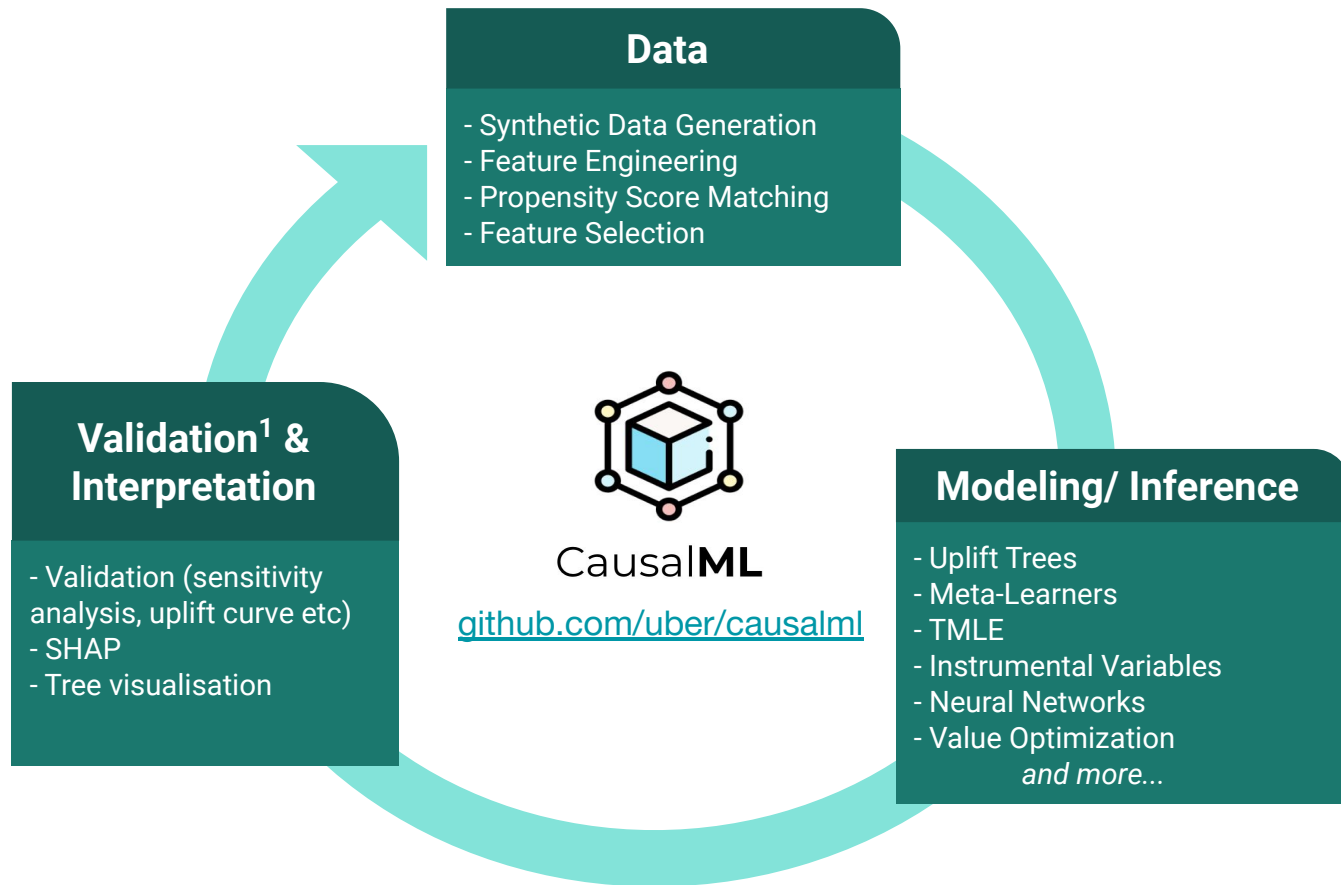 Data
- Synthetic Data Generation
- Feature Engineering
- Propensity Score Matching
- Feature Selection
Validation¹ &
Interpretation
- Validation (sensitivity
analysis, uplift curve etc)
- SHAP
- Tree visualisation
CausalML
github.com/uber/causalml
Modeling/ Inference
- Uplift Trees
- Meta-Learners
- TMLE
- Instrumental Variables
- Neural Networks
- Value Optimization
and more...